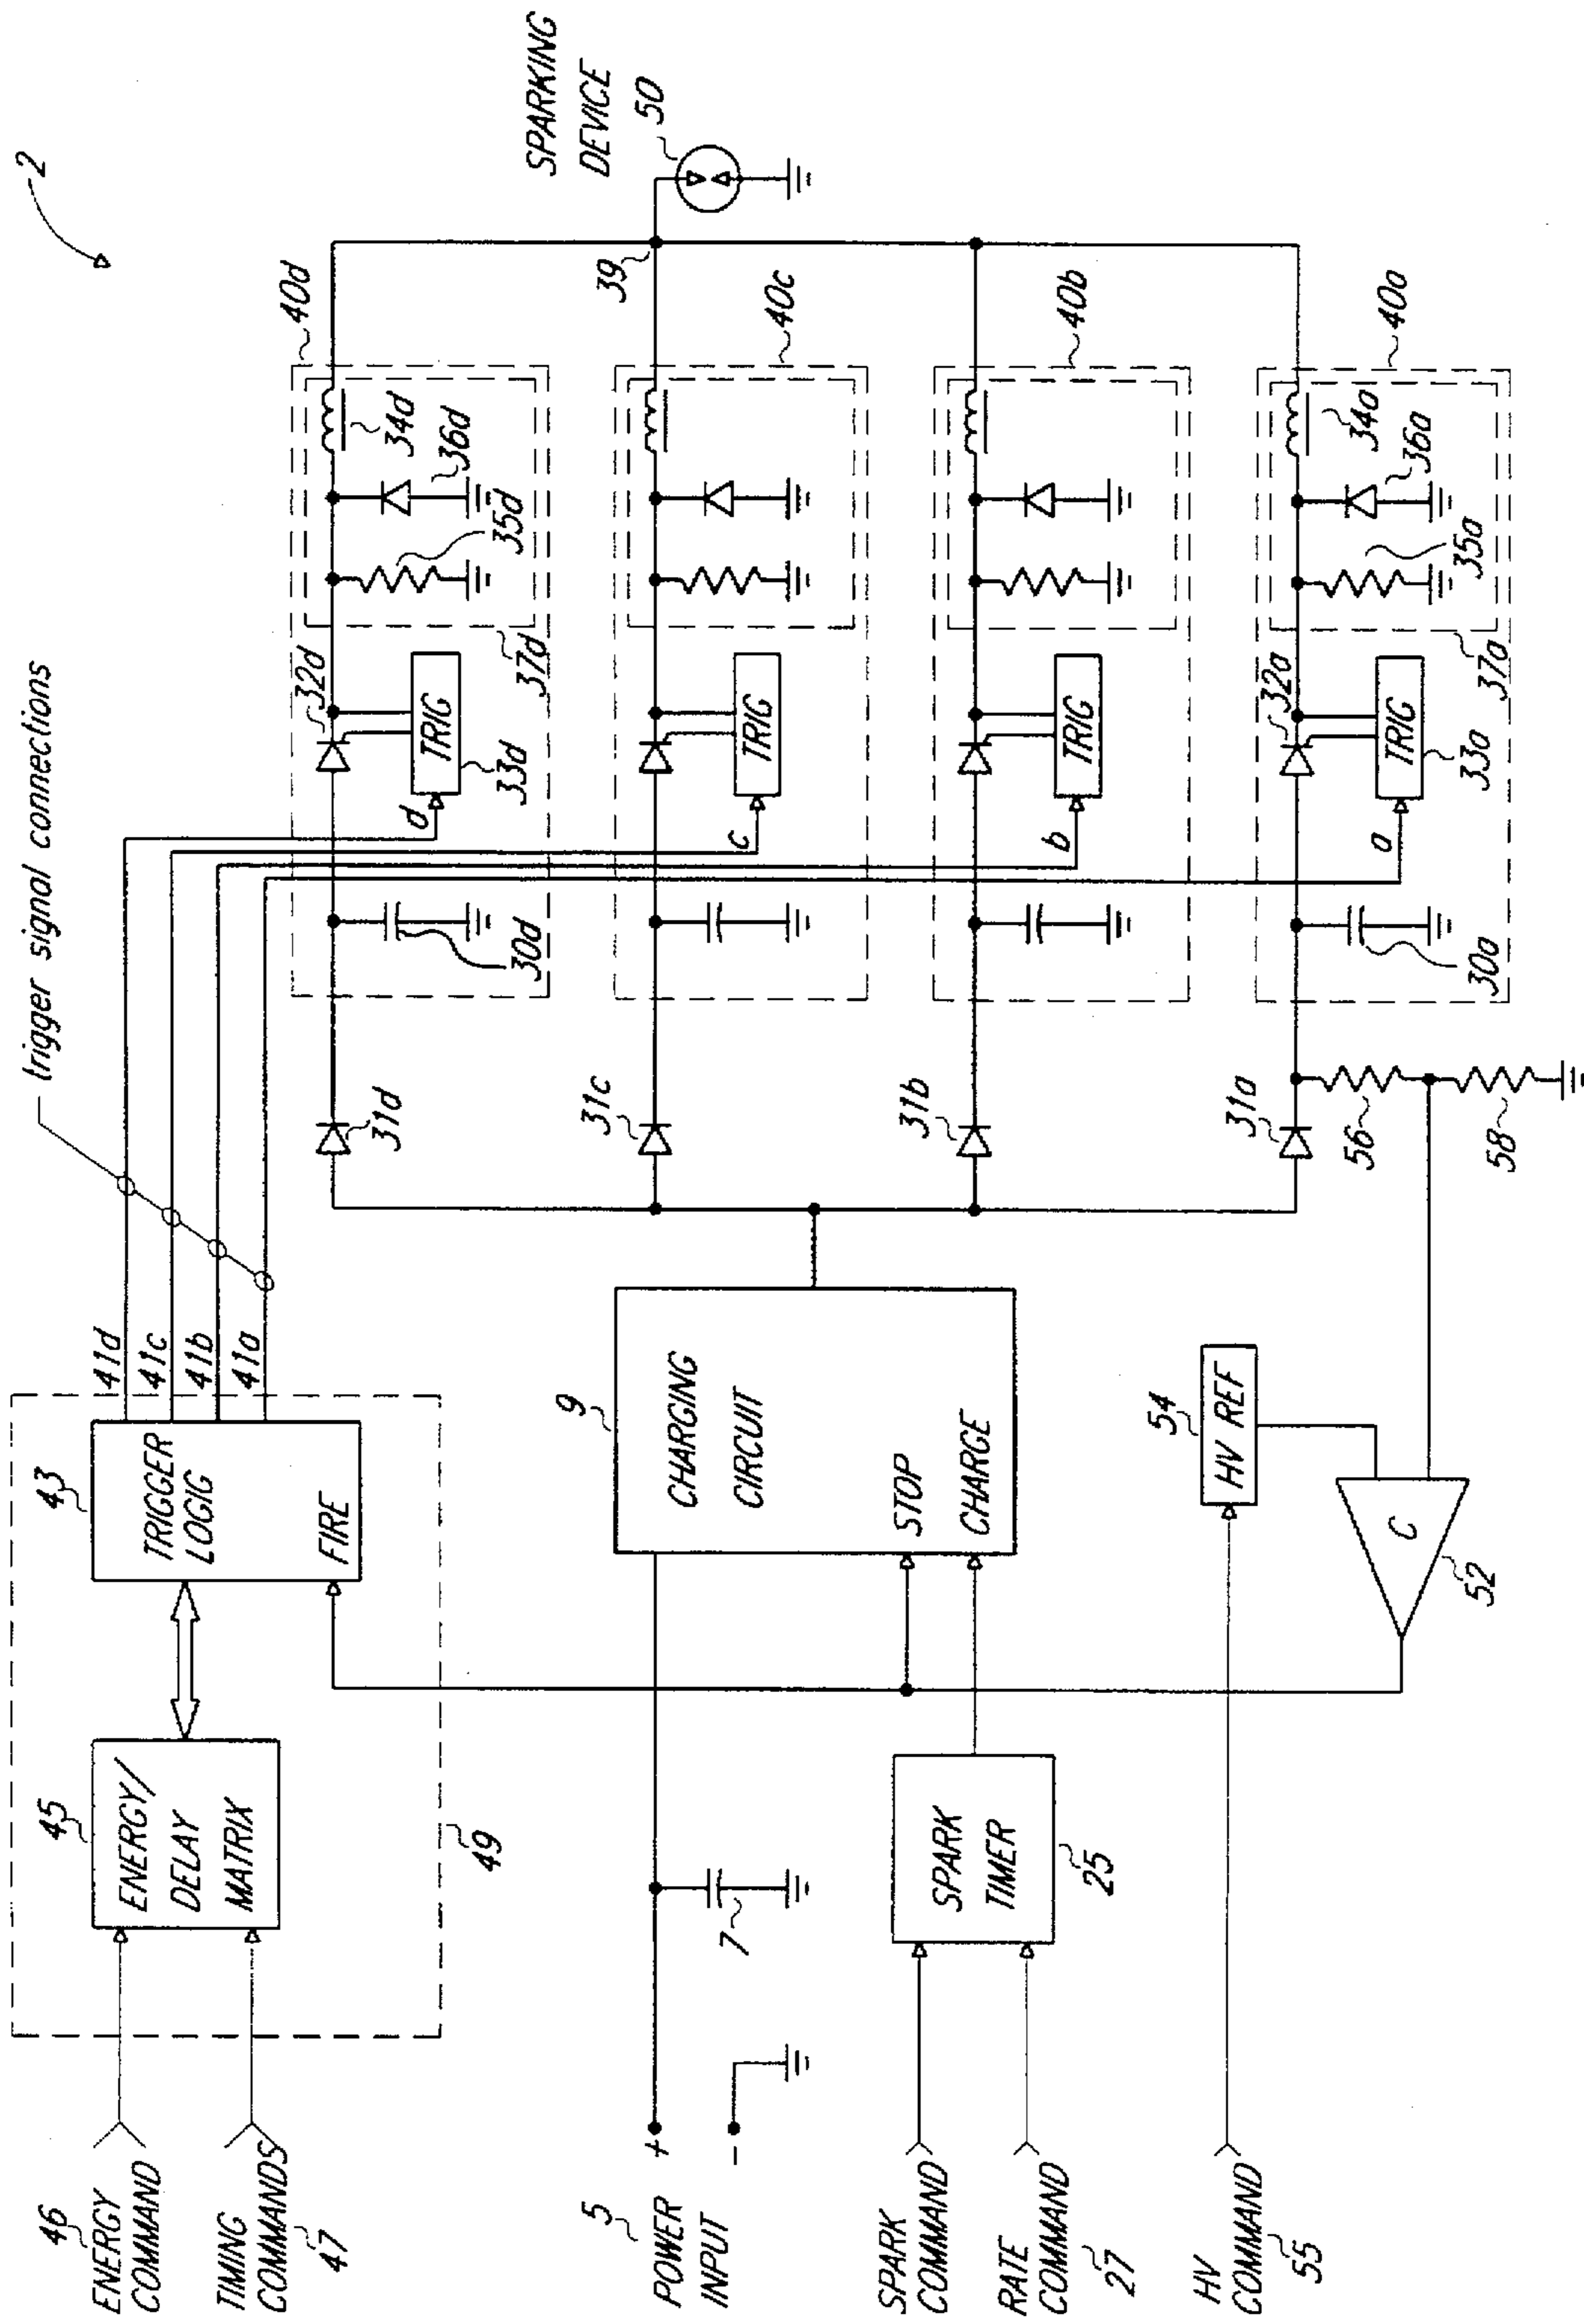 2
trigger signal connections
46
ENERGY
COMMAND
TIMING
COMMANDS
47
45
ENERGY/
DELAY
MATRIX
49
43
TRIGGER
LOGIG
FIRE
41d
41c
41b
41a
5
POWER
INPUT
+
-
7
9
CHARGING
CIRCUIT
STOP
CHARGE
SPARK
COMMAND
RATE
COMMAND
27
SPARK
TIMER
25
HV
COMMAND
55
54
HV REF
C
52
56
58
31d
31c
31b
31a
30d
30a
d
c
b
a
32d
TRIG
33d
37d
35d
36d
34d
40d
TRIG
40c
TRIG
40b
32a
TRIG
33a
37a
35a
36a
34a
40a
39
SPARKING
DEVICE
50